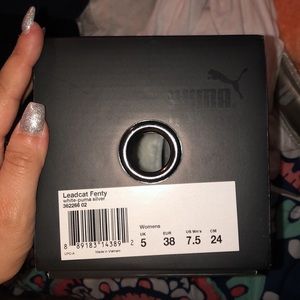 PUMA
Leadcat Fenty
white-puma silver
362266 02
Womens
UK EUR US Wn's CM
5 38 7.5 24
8 89183 14389 2
UPC-A
Made in Vietnam